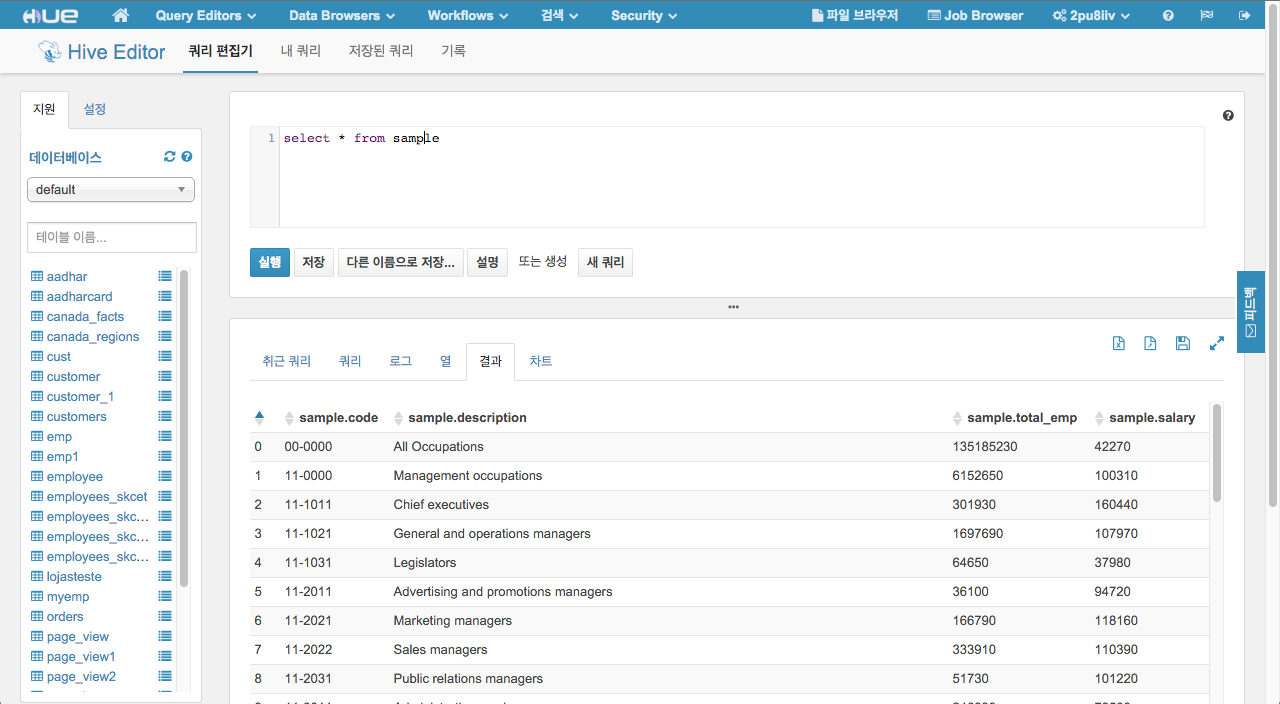 HUE Query Editors Data Browsers Workflows 검색 Security 파일 브라우저 Job Browser 2pu8iiv
Hive Editor 쿼리 편집기 내 쿼리 저장된 쿼리 기록
지원 설정
데이터베이스
default
테이블 이름...
aadhar
aadharcard
canada_facts
canada_regions
cust
customer
customer_1
customers
emp
emp1
employee
employees_skcet
employees_skc...
employees_skc...
employees_skc...
lojasteste
myemp
orders
page_view
page_view1
page_view2
1 select * from sample
실행 저장 다른 이름으로 저장... 설명 또는 생성 새 쿼리
피드백
최근 쿼리 쿼리 로그 열 결과 차트
sample.code sample.description sample.total_emp sample.salary
0 00-0000 All Occupations 135185230 42270
1 11-0000 Management occupations 6152650 100310
2 11-1011 Chief executives 301930 160440
3 11-1021 General and operations managers 1697690 107970
4 11-1031 Legislators 64650 37980
5 11-2011 Advertising and promotions managers 36100 94720
6 11-2021 Marketing managers 166790 118160
7 11-2022 Sales managers 333910 110390
8 11-2031 Public relations managers 51730 101220